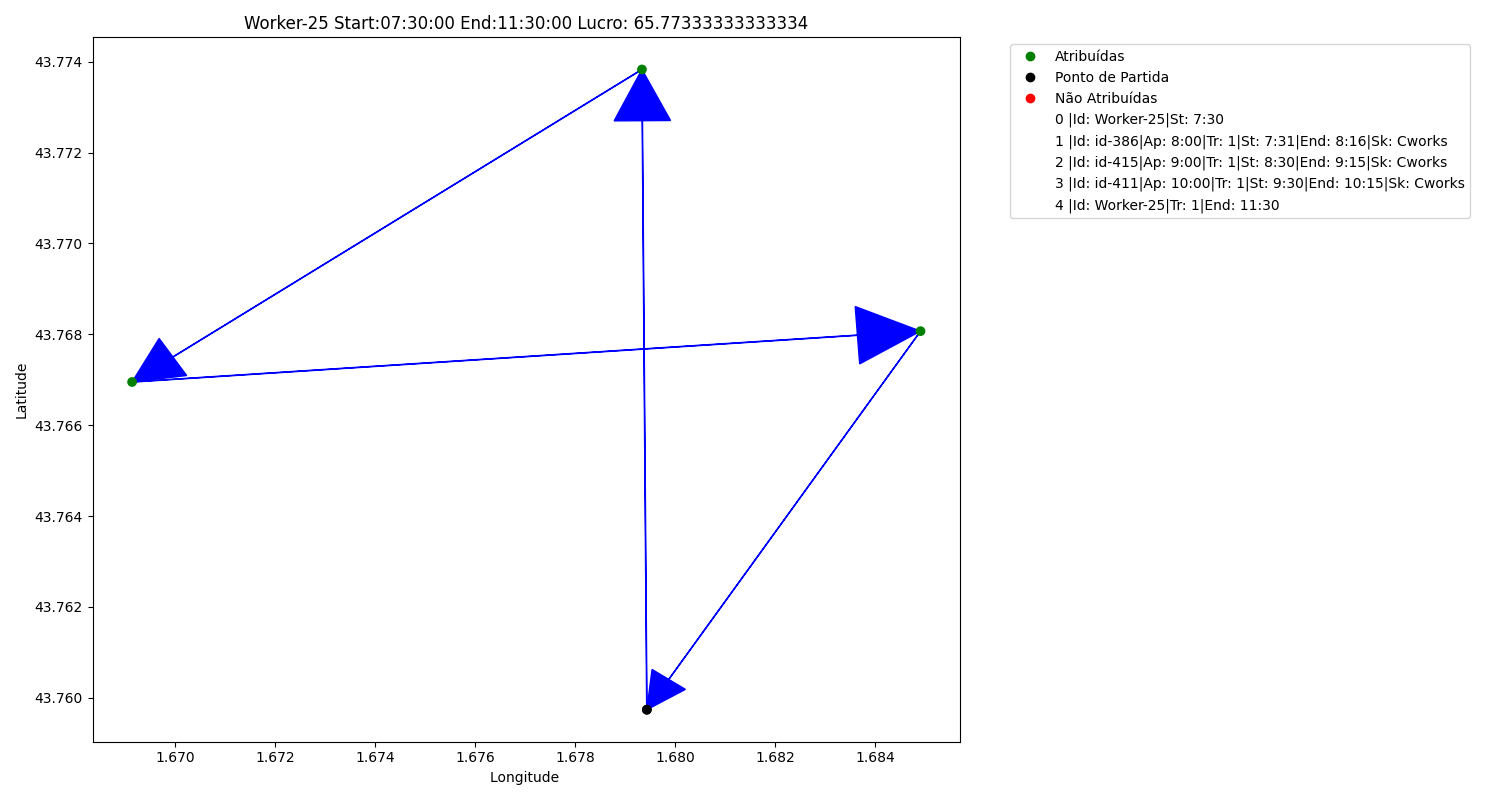 Worker-25 Start:07:30:00 End:11:30:00 Lucro: 65.77333333333334
43.774
43.772
43.770
43.768
43.766
43.764
43.762
43.760
Latitude
1.670 1.672 1.674 1.676 1.678 1.680 1.682 1.684
Longitude
Atribuídas
Ponto de Partida
Não Atribuídas
0 |Id: Worker-25|St: 7:30
1 |Id: id-386|Ap: 8:00|Tr: 1|St: 7:31|End: 8:16|Sk: Cworks
2 |Id: id-415|Ap: 9:00|Tr: 1|St: 8:30|End: 9:15|Sk: Cworks
3 |Id: id-411|Ap: 10:00|Tr: 1|St: 9:30|End: 10:15|Sk: Cworks
4 |Id: Worker-25|Tr: 1|End: 11:30